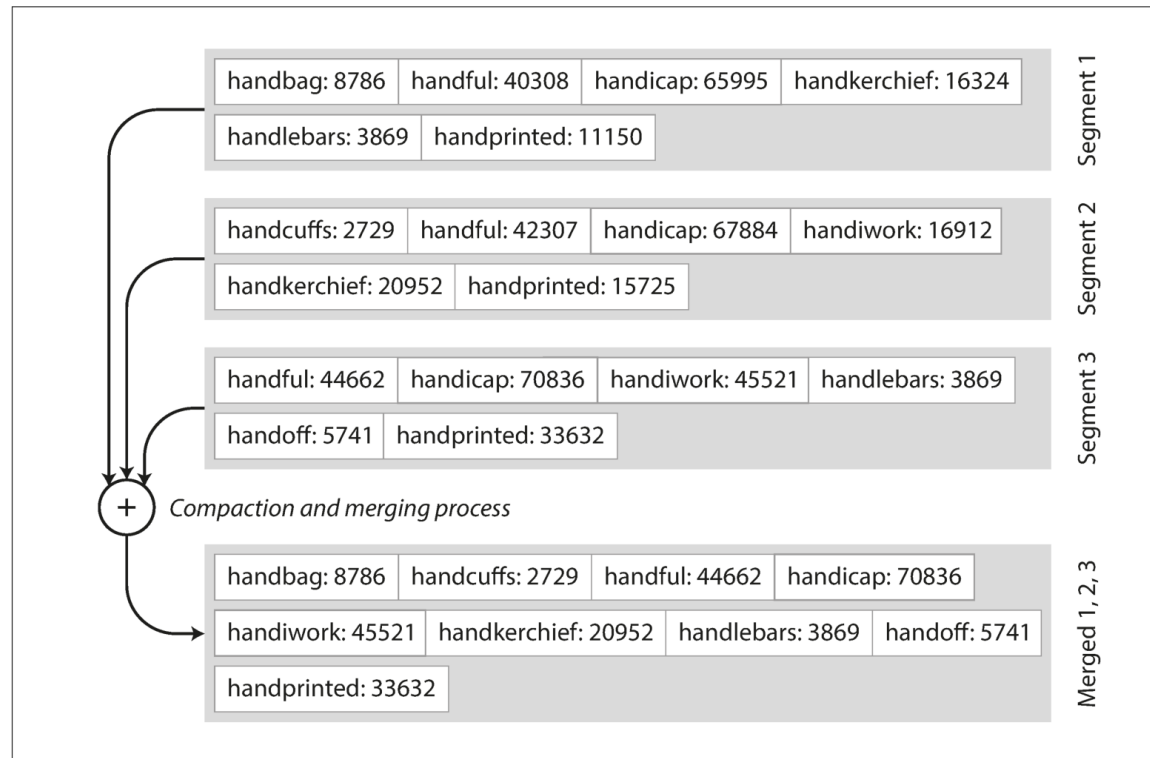 handbag: 8786 handful: 40308 handicap: 65995 handkerchief: 16324
handlebars: 3869 handprinted: 11150
Segment 1
handcuffs: 2729 handful: 42307 handicap: 67884 handiwork: 16912
handkerchief: 20952 handprinted: 15725
Segment 2
handful: 44662 handicap: 70836 handiwork: 45521 handlebars: 3869
handoff: 5741 handprinted: 33632
Segment 3
+ Compaction and merging process
handbag: 8786 handcuffs: 2729 handful: 44662 handicap: 70836
handiwork: 45521 handkerchief: 20952 handlebars: 3869 handoff: 5741
handprinted: 33632
Merged 1, 2, 3